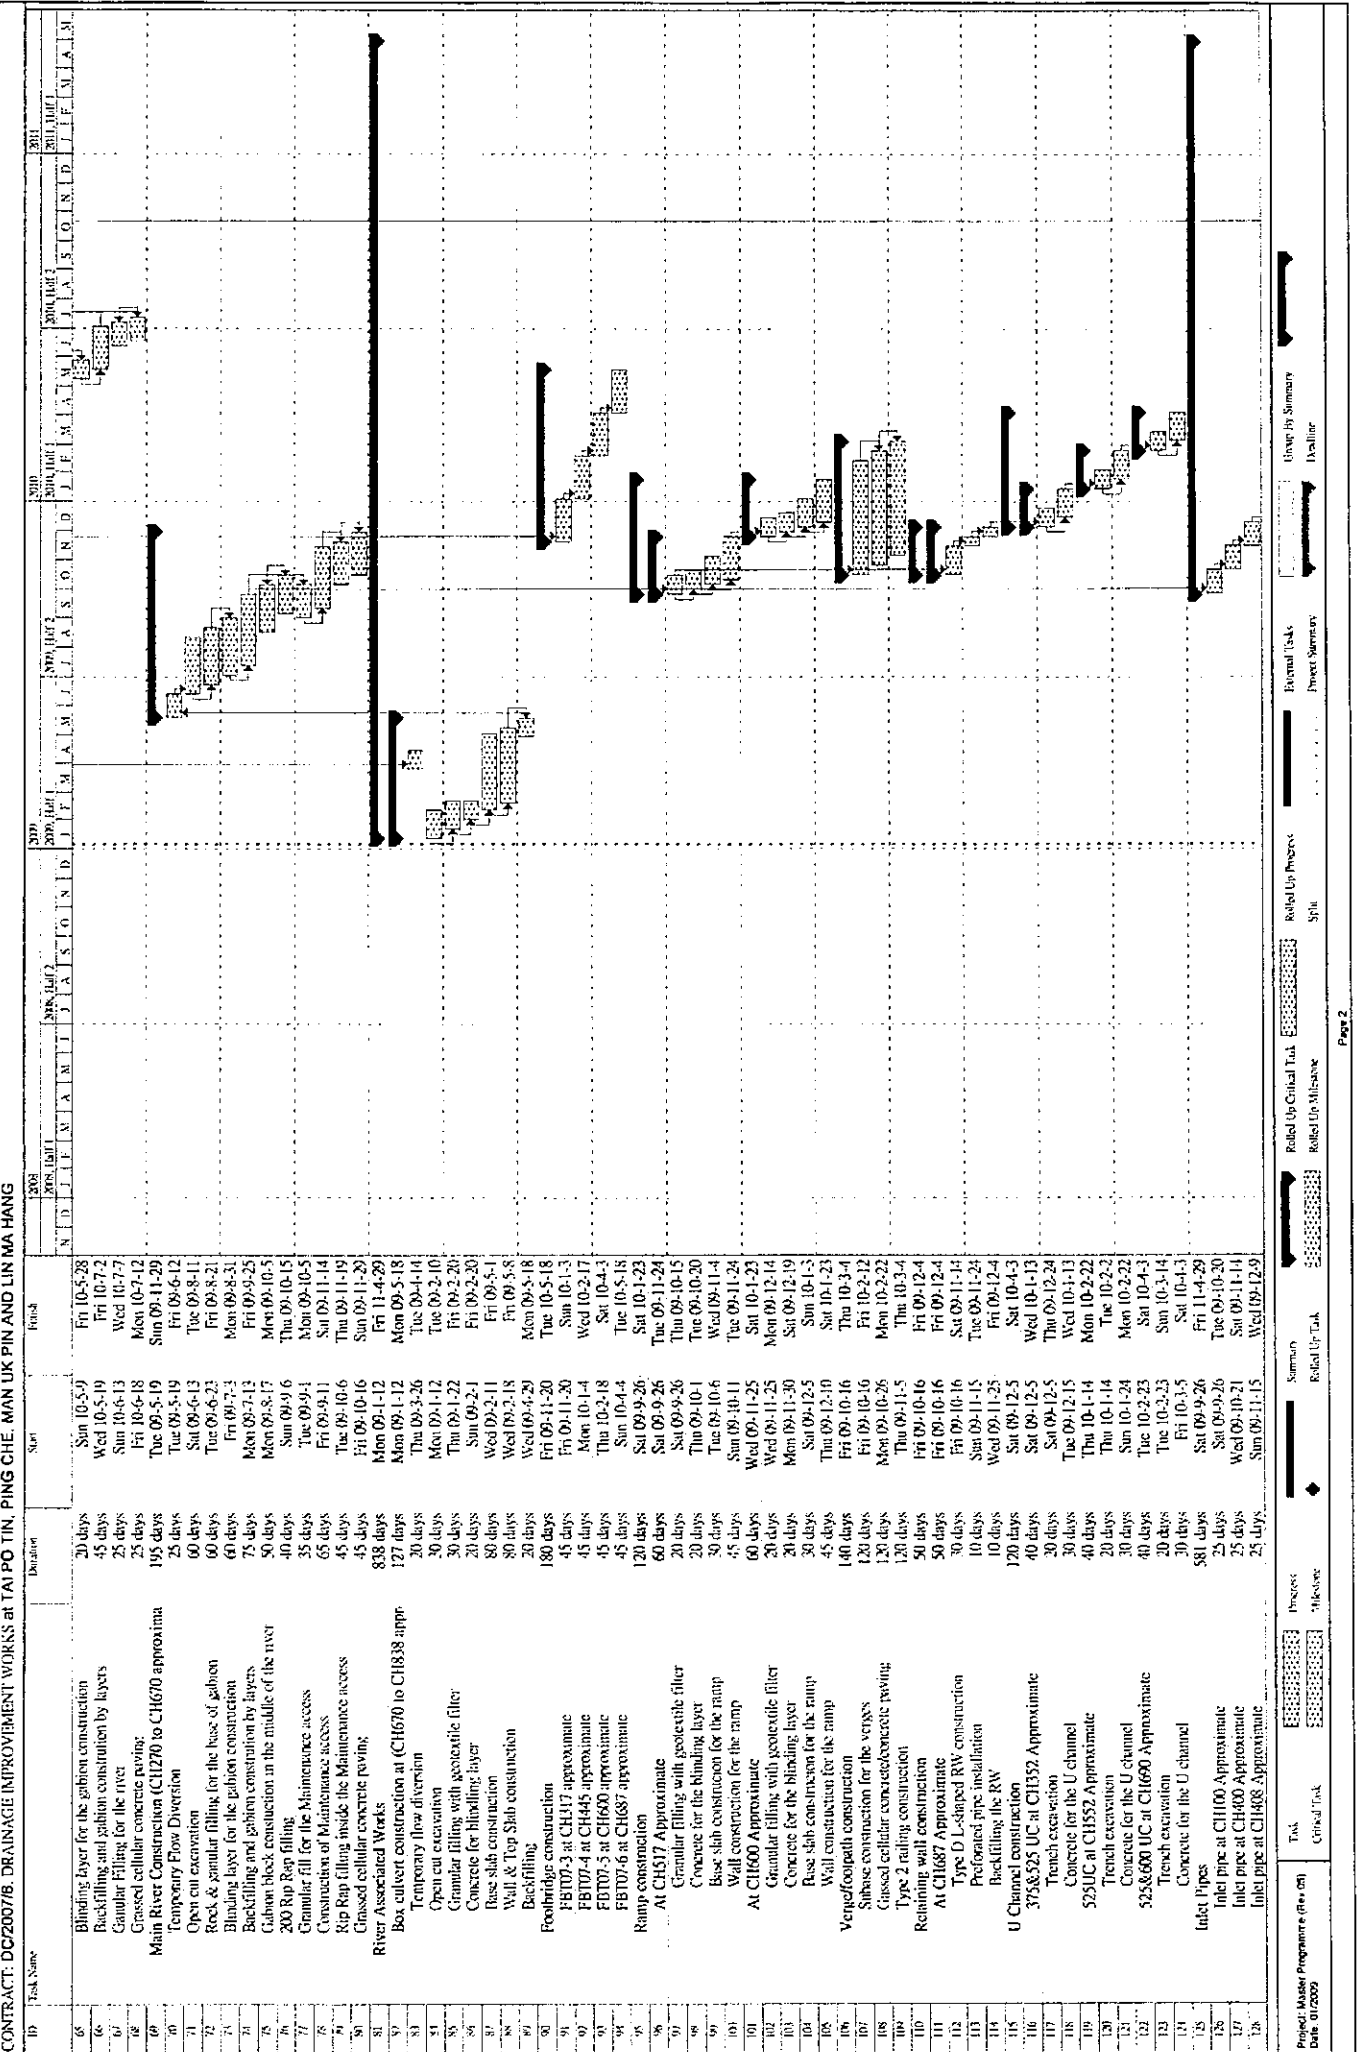 CONTRACT: DC/2007/8. DRAINAGE IMPROVEMENT WORKS at TAI PO TIN, PING CHE, MAN UK PIN AND LIN MA HANG
ID Task Name Duration Start Finish
2008 2009 2010 2011
2008, Half 1 2008, Half 2 2009, Half 1 2009, Half 2 2010, Half 1 2010, Half 2 2011, Half 1
N D J F M A M J J A S O N D J F M A M J J A S O N D J F M A M J J A S O N D J F M A M
65 Blinding layer for the gabion construction 20 days Sun 10-5-9 Fri 10-5-28
66 Backfilling and gabion constrution by layers 45 days Wed 10-5-19 Fri 10-7-2
67 Ganular Filling for the river 25 days Sun 10-6-13 Wed 10-7-7
68 Grassed cellular concrete paving 25 days Fri 10-6-18 Mon 10-7-12
69 Main River Construction (CH270 to CH670 approxima 195 days Tue 09-5-19 Sun 09-11-29
70 Temporary Flow Diversion 25 days Tue 09-5-19 Fri 09-6-12
71 Open cut excavation 60 days Sat 09-6-13 Tue 09-8-11
72 Rock & ganular filling for the base of gabion 60 days Tue 09-6-23 Fri 09-8-21
73 Blinding layer for the gabion construction 60 days Fri 09-7-3 Mon 09-8-31
74 Backfilling and gabion constrution by layers 75 days Mon 09-7-13 Fri 09-9-25
75 Gabion block construction in the middle of the river 50 days Mon 09-8-17 Mon 09-10-5
76 200 Rip Rap filling 40 days Sun 09-9-6 Thu 09-10-15
77 Granular fill for the Maintenance access 35 days Tue 09-9-1 Mon 09-10-5
78 Construction of Maintenance access 65 days Fri 09-9-11 Sat 09-11-14
79 Rip Rap filling inside the Maintenance access 45 days Tue 09-10-6 Thu 09-11-19
80 Grassed cellular concrete paving 45 days Fri 09-10-16 Sun 09-11-29
81 River Associated Works 838 days Mon 09-1-12 Fri 11-4-29
82 Box culvert construction at (CH670 to CH838 appr 127 days Mon 09-1-12 Mon 09-5-18
83 Temporary flow diversion 20 days Thu 09-3-26 Tue 09-4-14
84 Open cut excavation 30 days Mon 09-1-12 Tue 09-2-10
85 Granular filling with geotextile filter 30 days Thu 09-1-22 Fri 09-2-20
86 Concrete for blindling layer 20 days Sun 09-2-1 Fri 09-2-20
87 Base slab construction 80 days Wed 09-2-11 Fri 09-5-1
88 Wall & Top Slab construction 80 days Wed 09-2-18 Fri 09-5-8
89 Backfilling 20 days Wed 09-4-29 Mon 09-5-18
90 Footbridge construction 180 days Fri 09-11-20 Tue 10-5-18
91 FBT07-3 at CH317 approximate 45 days Fri 09-11-20 Sun 10-1-3
92 FBT07-4 at CH445 approximate 45 days Mon 10-1-4 Wed 10-2-17
93 FBT07-5 at CH600 approximate 45 days Thu 10-2-18 Sat 10-4-3
94 FBT07-6 at CH687 approximate 45 days Sun 10-4-4 Tue 10-5-18
95 Ramp construction 120 days Sat 09-9-26 Sat 10-1-23
96 At CH517 Approximate 60 days Sat 09-9-26 Tue 09-11-24
97 Granular filling with geotextile filter 20 days Sat 09-9-26 Thu 09-10-15
98 Concrete for the blinding layer 20 days Thu 09-10-1 Tue 09-10-20
99 Base slab construction for the ramp 30 days Tue 09-10-6 Wed 09-11-4
100 Wall construction for the ramp 45 days Sun 09-10-11 Tue 09-11-24
101 At CH600 Approximate 60 days Wed 09-11-25 Sat 10-1-23
102 Granular filling with geotextile filter 20 days Wed 09-11-25 Mon 09-12-14
103 Concrete for the blinding layer 20 days Mon 09-11-30 Sat 09-12-19
104 Base slab construction for the ramp 30 days Sat 09-12-5 Sun 10-1-3
105 Wall construction for the ramp 45 days Thu 09-12-10 Sat 10-1-23
106 Verge/footpath construction 140 days Fri 09-10-16 Thu 10-3-4
107 Subase construction for the verges 120 days Fri 09-10-16 Fri 10-2-12
108 Gassed cellular concrete/concrete paving 120 days Mon 09-10-26 Mon 10-2-22
109 Type 2 railing construction 120 days Thu 09-11-5 Thu 10-3-4
110 Retaining wall construction 50 days Fri 09-10-16 Fri 09-12-4
111 At CH687 Approximate 50 days Fri 09-10-16 Fri 09-12-4
112 Type D L-shaped RW construction 30 days Fri 09-10-16 Sat 09-11-14
113 Perforated pipe installation 10 days Sun 09-11-15 Tue 09-11-24
114 Backfilling the RW 10 days Wed 09-11-25 Fri 09-12-4
115 U Channel construction 120 days Sat 09-12-5 Sat 10-4-3
116 375&525 UC at CH352 Approximate 40 days Sat 09-12-5 Wed 10-1-13
117 Trench excavation 20 days Sat 09-12-5 Thu 09-12-24
118 Concrete for the U channel 30 days Tue 09-12-15 Wed 10-1-13
119 525UC at CH552 Approximate 40 days Thu 10-1-14 Mon 10-2-22
120 Trench excavation 20 days Thu 10-1-14 Tue 10-2-2
121 Concrete for the U channel 30 days Sun 10-1-24 Mon 10-2-22
122 525&600 UC at CH690 Approximate 40 days Tue 10-2-23 Sat 10-4-3
123 Trench excavation 20 days Tue 10-2-23 Sun 10-3-14
124 Concrete for the U channel 30 days Fri 10-3-5 Sat 10-4-3
125 Inlet Pipes 581 days Sat 09-9-26 Fri 11-4-29
126 Inlet pipe at CH100 Approximate 25 days Sat 09-9-26 Tue 09-10-20
127 Inlet pipe at CH400 Approximate 25 days Wed 09-10-21 Sat 09-11-14
128 Inlet pipe at CH408 Approximate 25 days Sun 09-11-15 Wed 09-12-9
Project: Master Programme (Rev 05)
Date: 01/2009
Task Progress Summary Rolled Up Critical Task Rolled Up Progress External Tasks Group By Summary
Critical Task Milestone Rolled Up Task Rolled Up Milestone Split Project Summary Deadline
Page 2